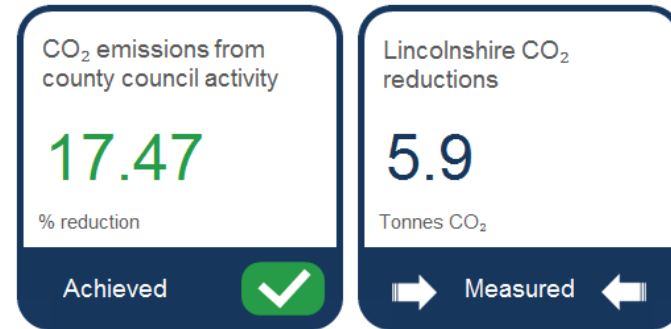 CO₂ emissions from
county council activity
17.47
% reduction
Achieved
Lincolnshire CO₂
reductions
5.9
Tonnes CO₂
Measured